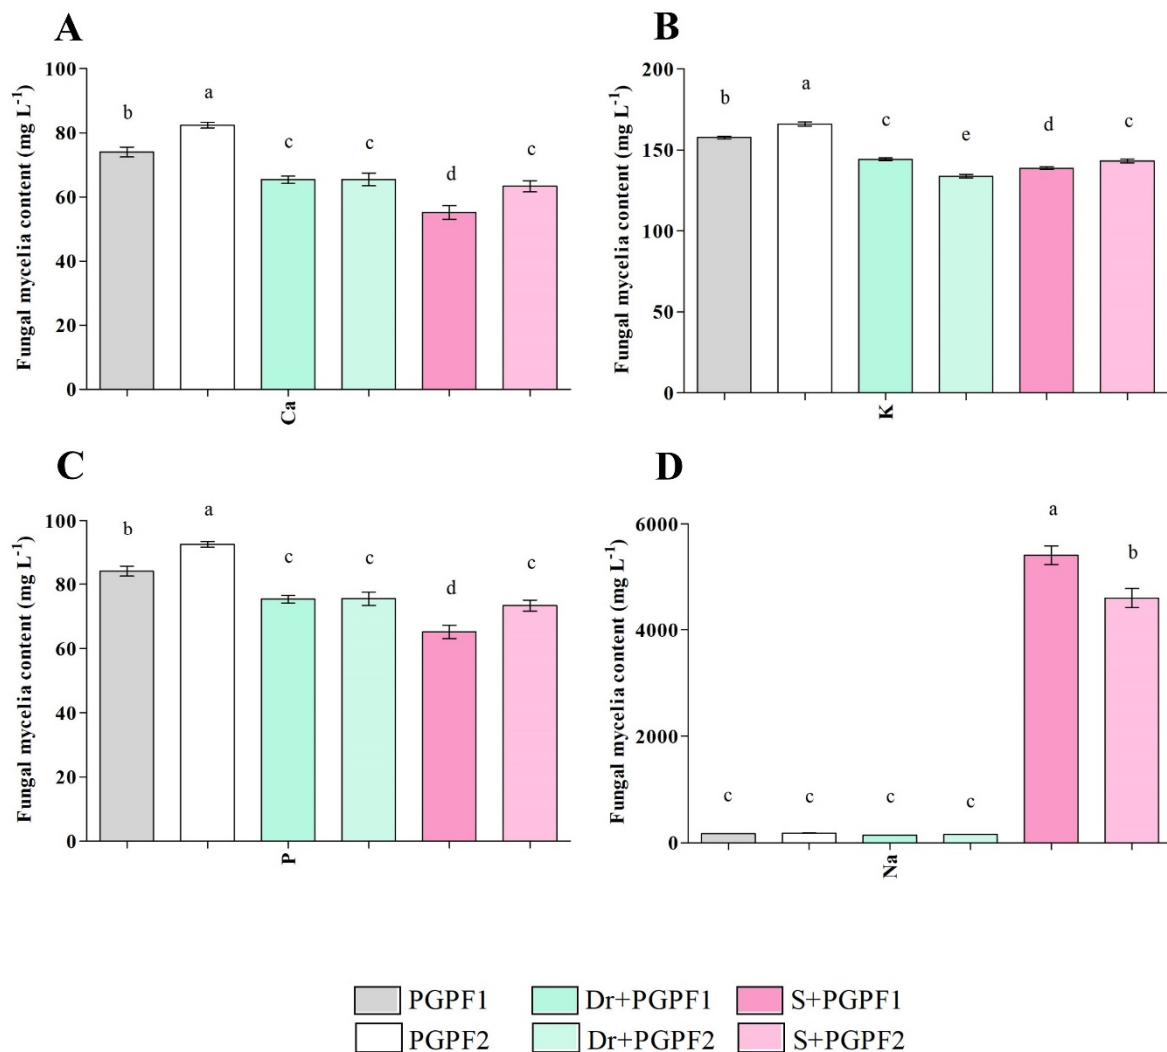 A
Fungal mycelia content (mg L⁻¹)
100
80
60
40
20
0
b
a
c
c
d
c
Ca
B
Fungal mycelia content (mg L⁻¹)
200
150
100
50
0
b
a
c
e
d
c
K
C
Fungal mycelia content (mg L⁻¹)
100
80
60
40
20
0
b
a
c
c
d
c
P
D
Fungal mycelia content (mg L⁻¹)
6000
4000
2000
0
c
c
c
c
a
b
Na
PGPF1
Dr+PGPF1
S+PGPF1
PGPF2
Dr+PGPF2
S+PGPF2